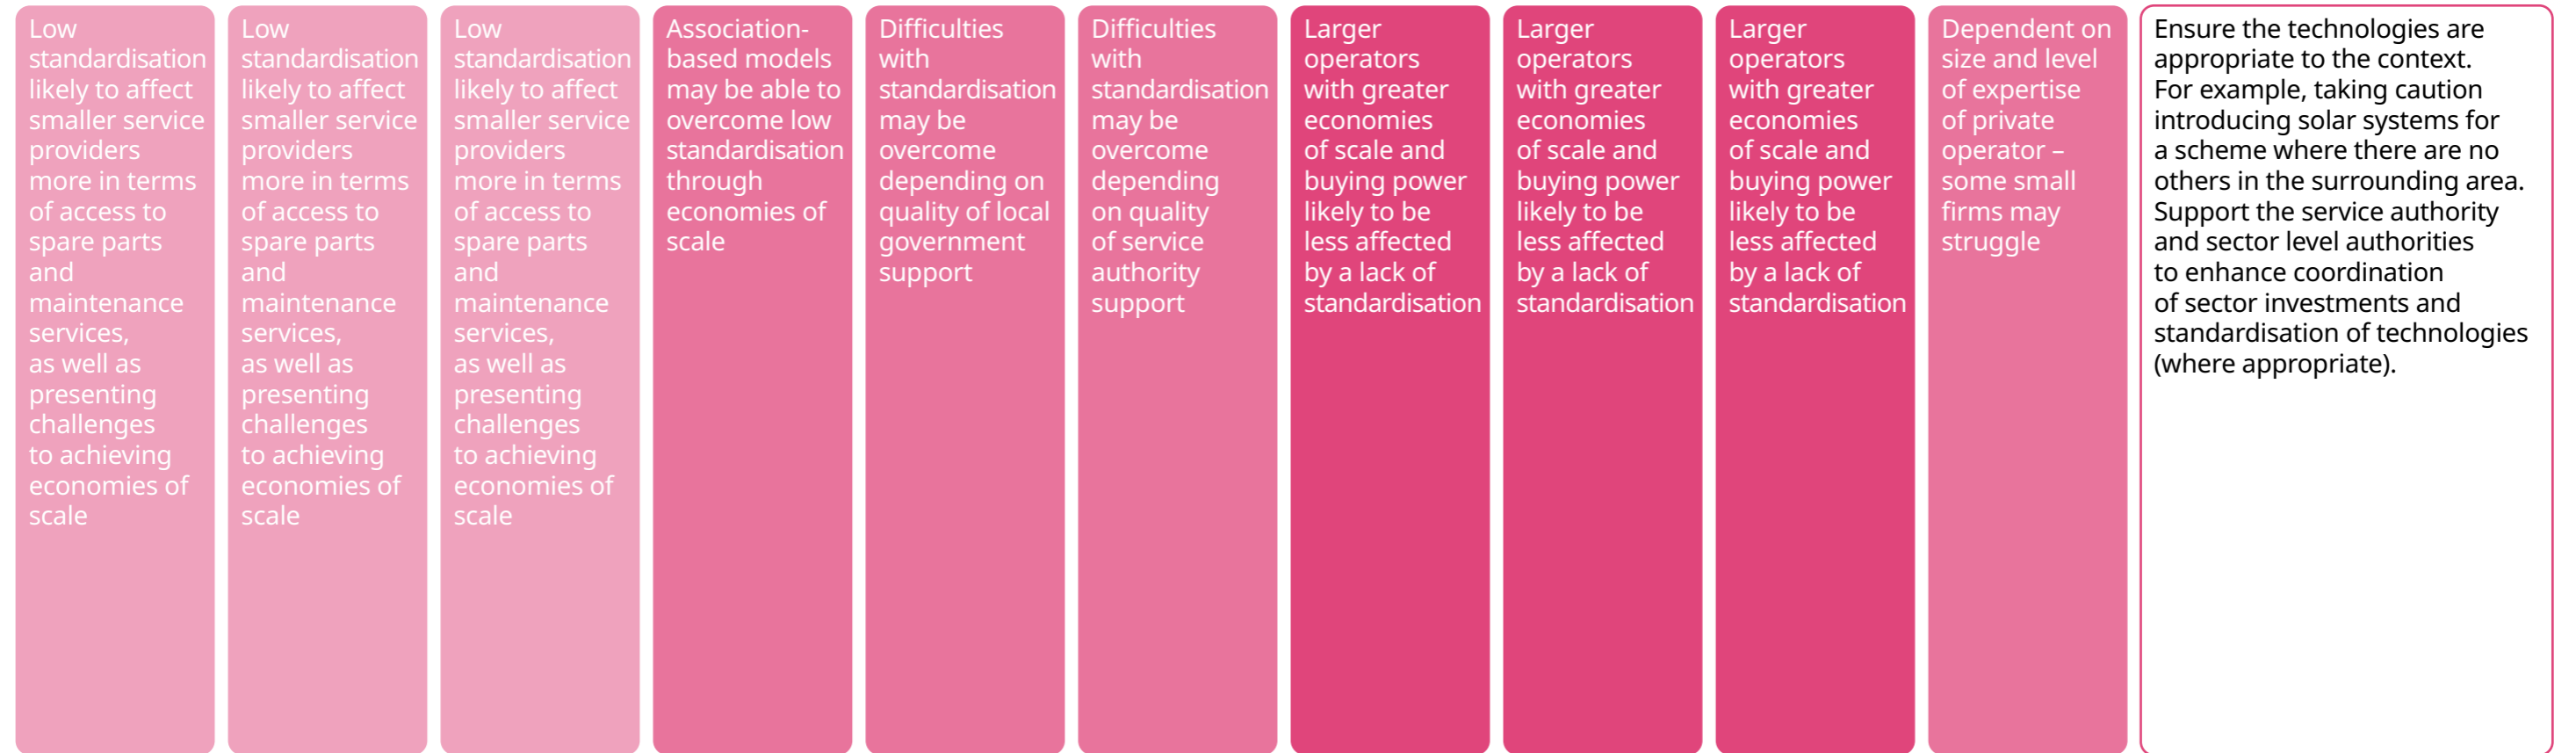 Low
standardisation
likely to affect
smaller service
providers
more in terms
of access to
spare parts
and
maintenance
services,
as well as
presenting
challenges
to achieving
economies of
scale
Low
standardisation
likely to affect
smaller service
providers
more in terms
of access to
spare parts
and
maintenance
services,
as well as
presenting
challenges
to achieving
economies of
scale
Low
standardisation
likely to affect
smaller service
providers
more in terms
of access to
spare parts
and
maintenance
services,
as well as
presenting
challenges
to achieving
economies of
scale
Association-
based models
may be able to
overcome low
standardisation
through
economies of
scale
Difficulties
with
standardisation
may be
overcome
depending on
quality of local
government
support
Difficulties
with
standardisation
may be
overcome
depending
on quality
of service
authority
support
Larger
operators
with greater
economies
of scale and
buying power
likely to be
less affected
by a lack of
standardisation
Larger
operators
with greater
economies
of scale and
buying power
likely to be
less affected
by a lack of
standardisation
Larger
operators
with greater
economies
of scale and
buying power
likely to be
less affected
by a lack of
standardisation
Dependent on
size and level
of expertise
of private
operator –
some small
firms may
struggle
Ensure the technologies are
appropriate to the context.
For example, taking caution
introducing solar systems for
a scheme where there are no
others in the surrounding area.
Support the service authority
and sector level authorities
to enhance coordination
of sector investments and
standardisation of technologies
(where appropriate).